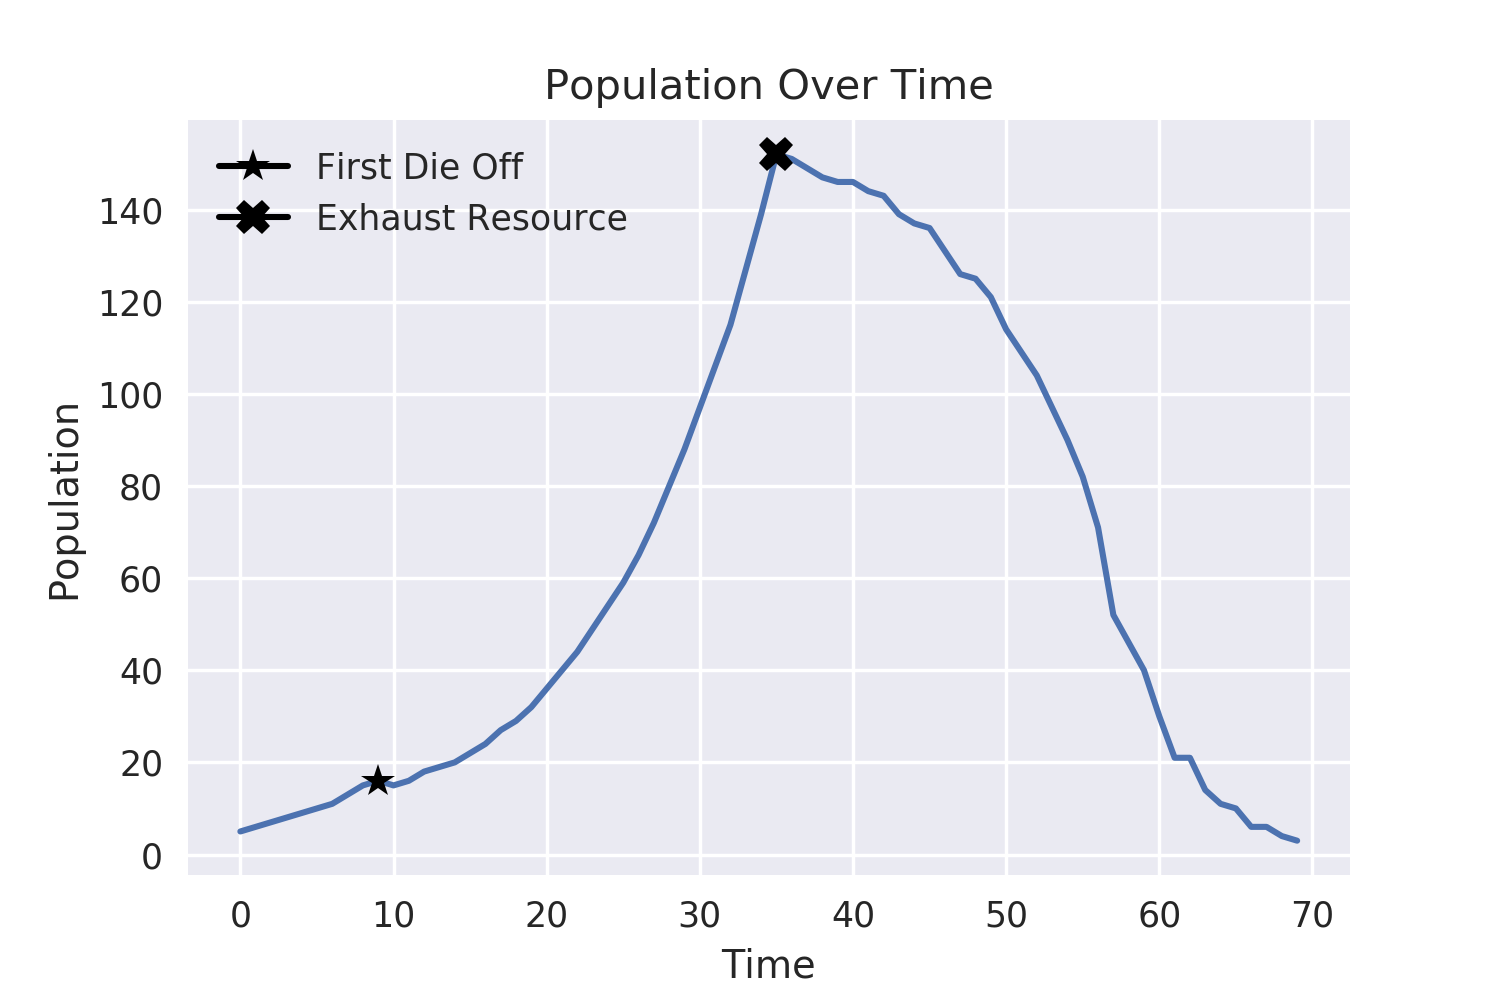 Population Over Time
First Die Off
Exhaust Resource
140
120
100
80
60
40
20
0
Population
0 10 20 30 40 50 60 70
Time